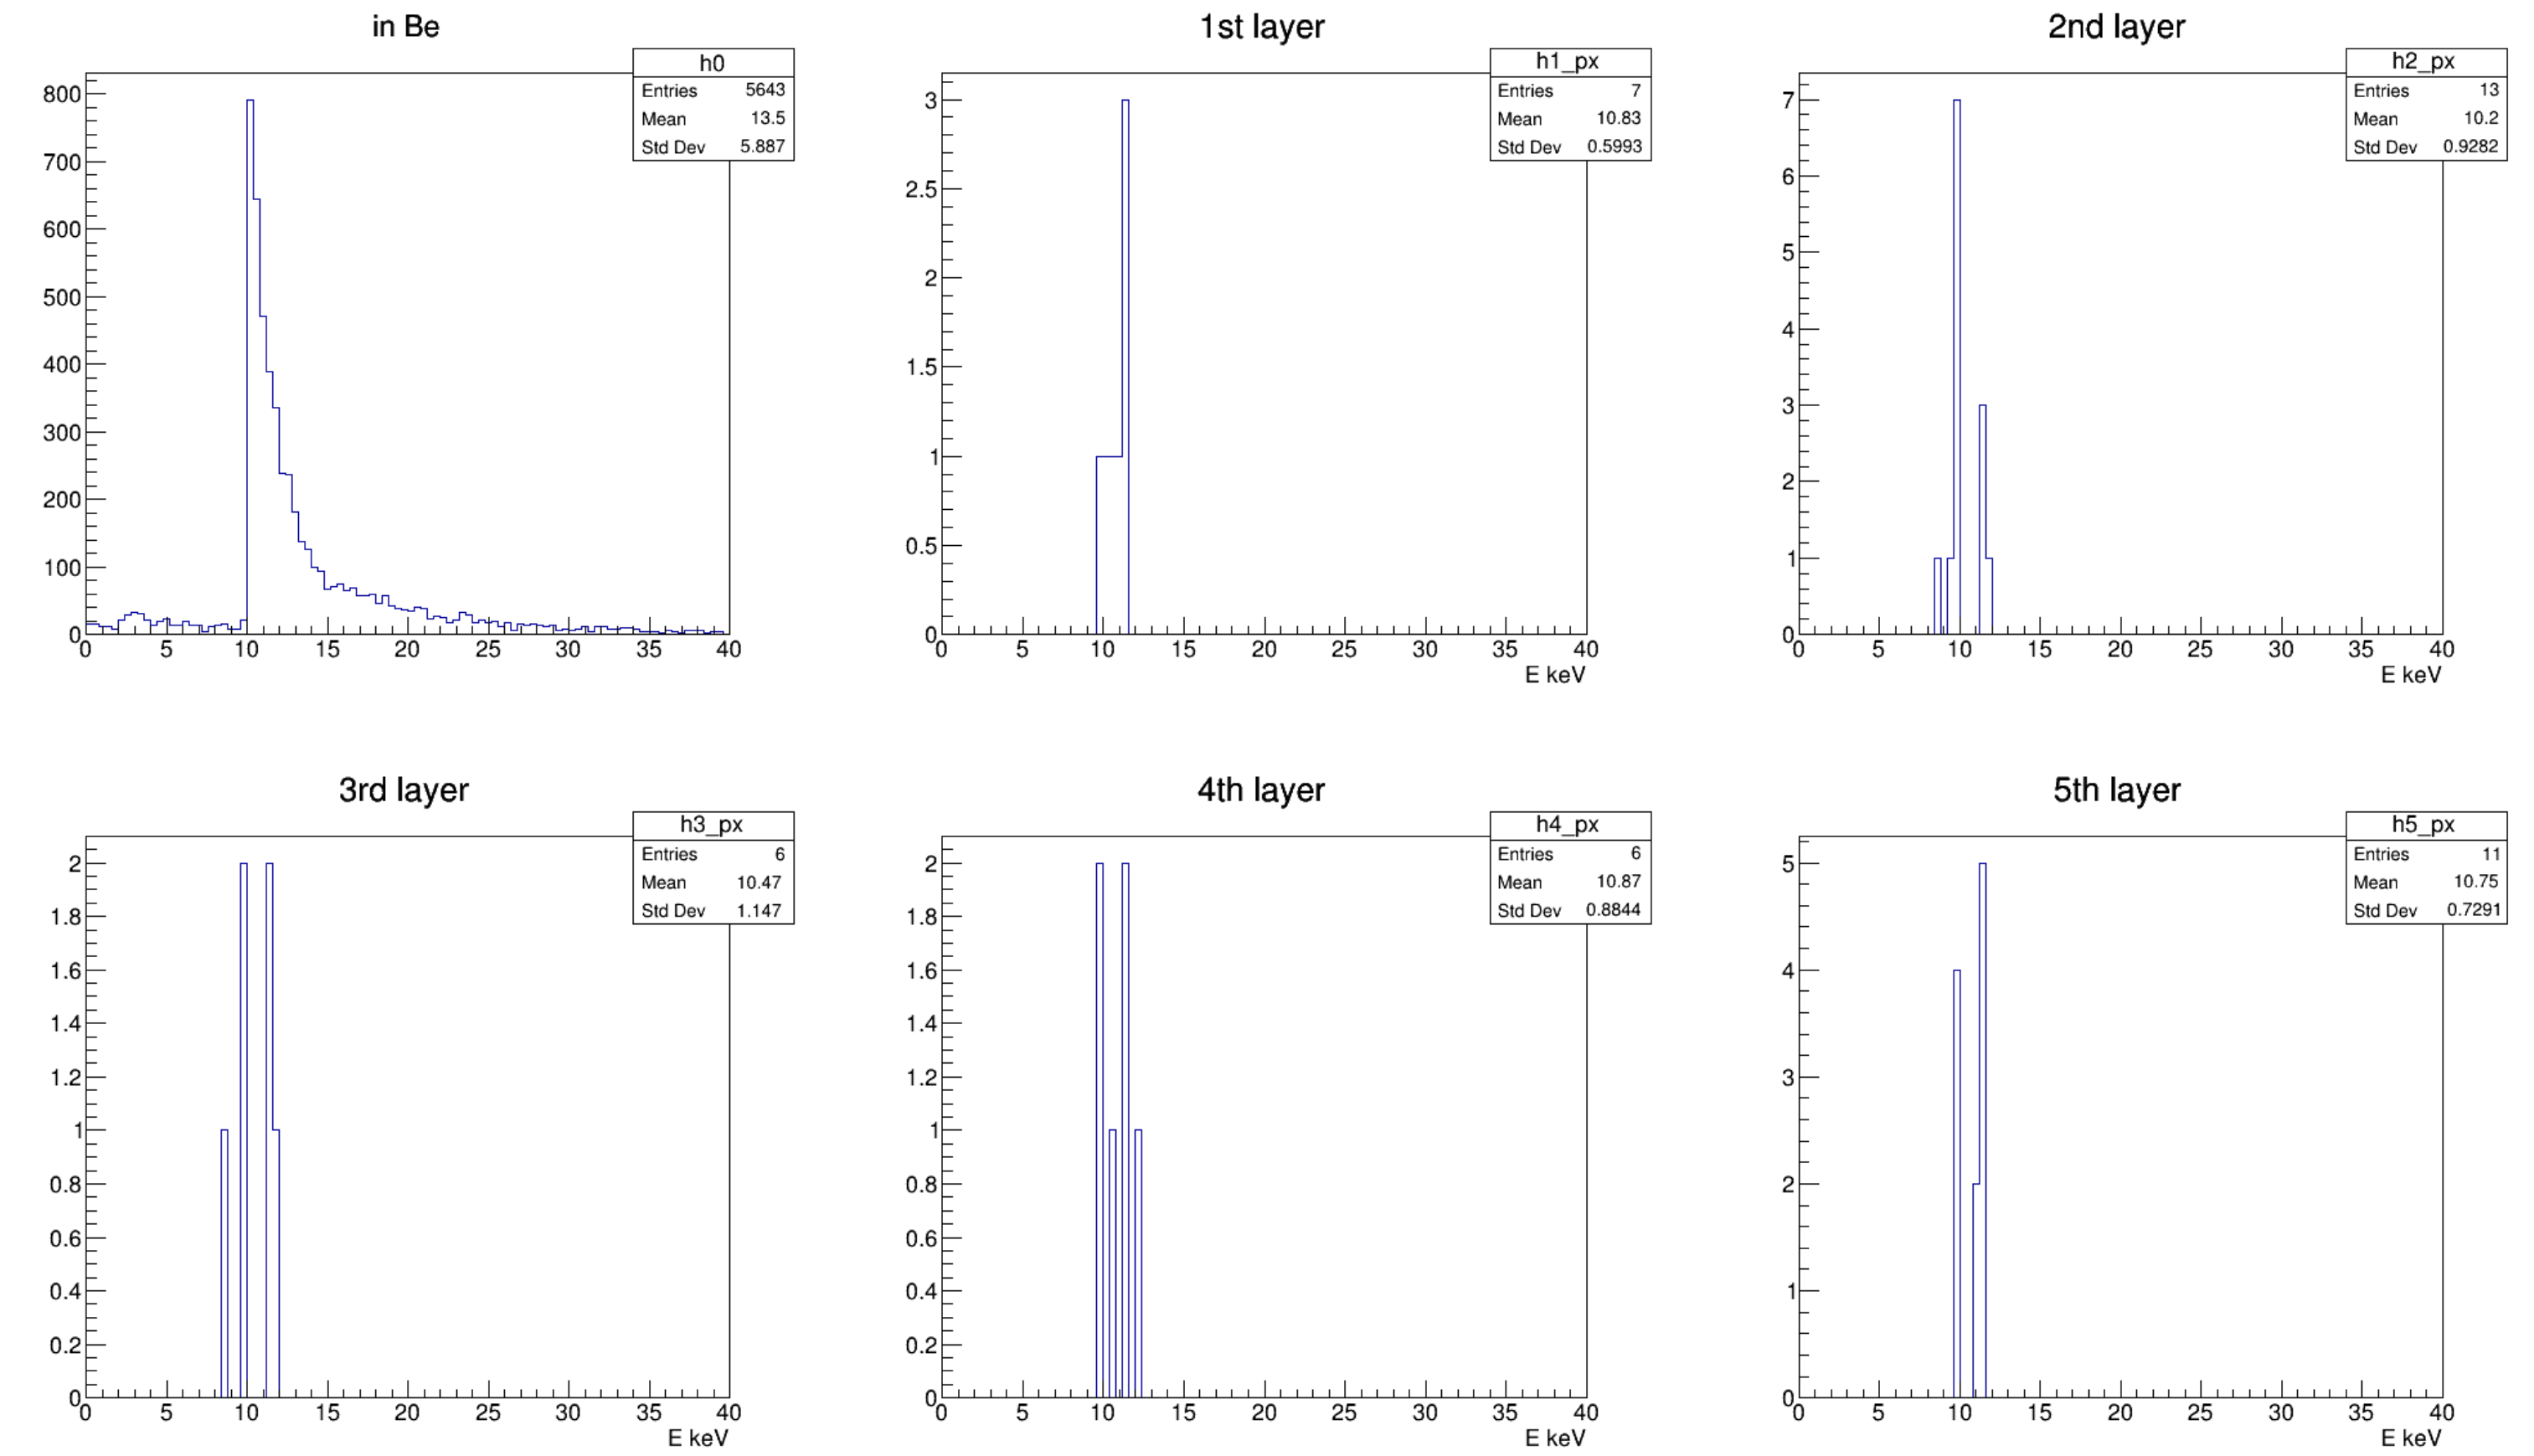 in Be
h0
Entries 5643
Mean 13.5
Std Dev 5.887
800
700
600
500
400
300
200
100
0
0 5 10 15 20 25 30 35 40
1st layer
h1_px
Entries 7
Mean 10.83
Std Dev 0.5993
3
2.5
2
1.5
1
0.5
0
0 5 10 15 20 25 30 35 40
E keV
2nd layer
h2_px
Entries 13
Mean 10.2
Std Dev 0.9282
7
6
5
4
3
2
1
0
0 5 10 15 20 25 30 35 40
E keV
3rd layer
h3_px
Entries 6
Mean 10.47
Std Dev 1.147
2
1.8
1.6
1.4
1.2
1
0.8
0.6
0.4
0.2
0
0 5 10 15 20 25 30 35 40
E keV
4th layer
h4_px
Entries 6
Mean 10.87
Std Dev 0.8844
2
1.8
1.6
1.4
1.2
1
0.8
0.6
0.4
0.2
0
0 5 10 15 20 25 30 35 40
E keV
5th layer
h5_px
Entries 11
Mean 10.75
Std Dev 0.7291
5
4
3
2
1
0
0 5 10 15 20 25 30 35 40
E keV